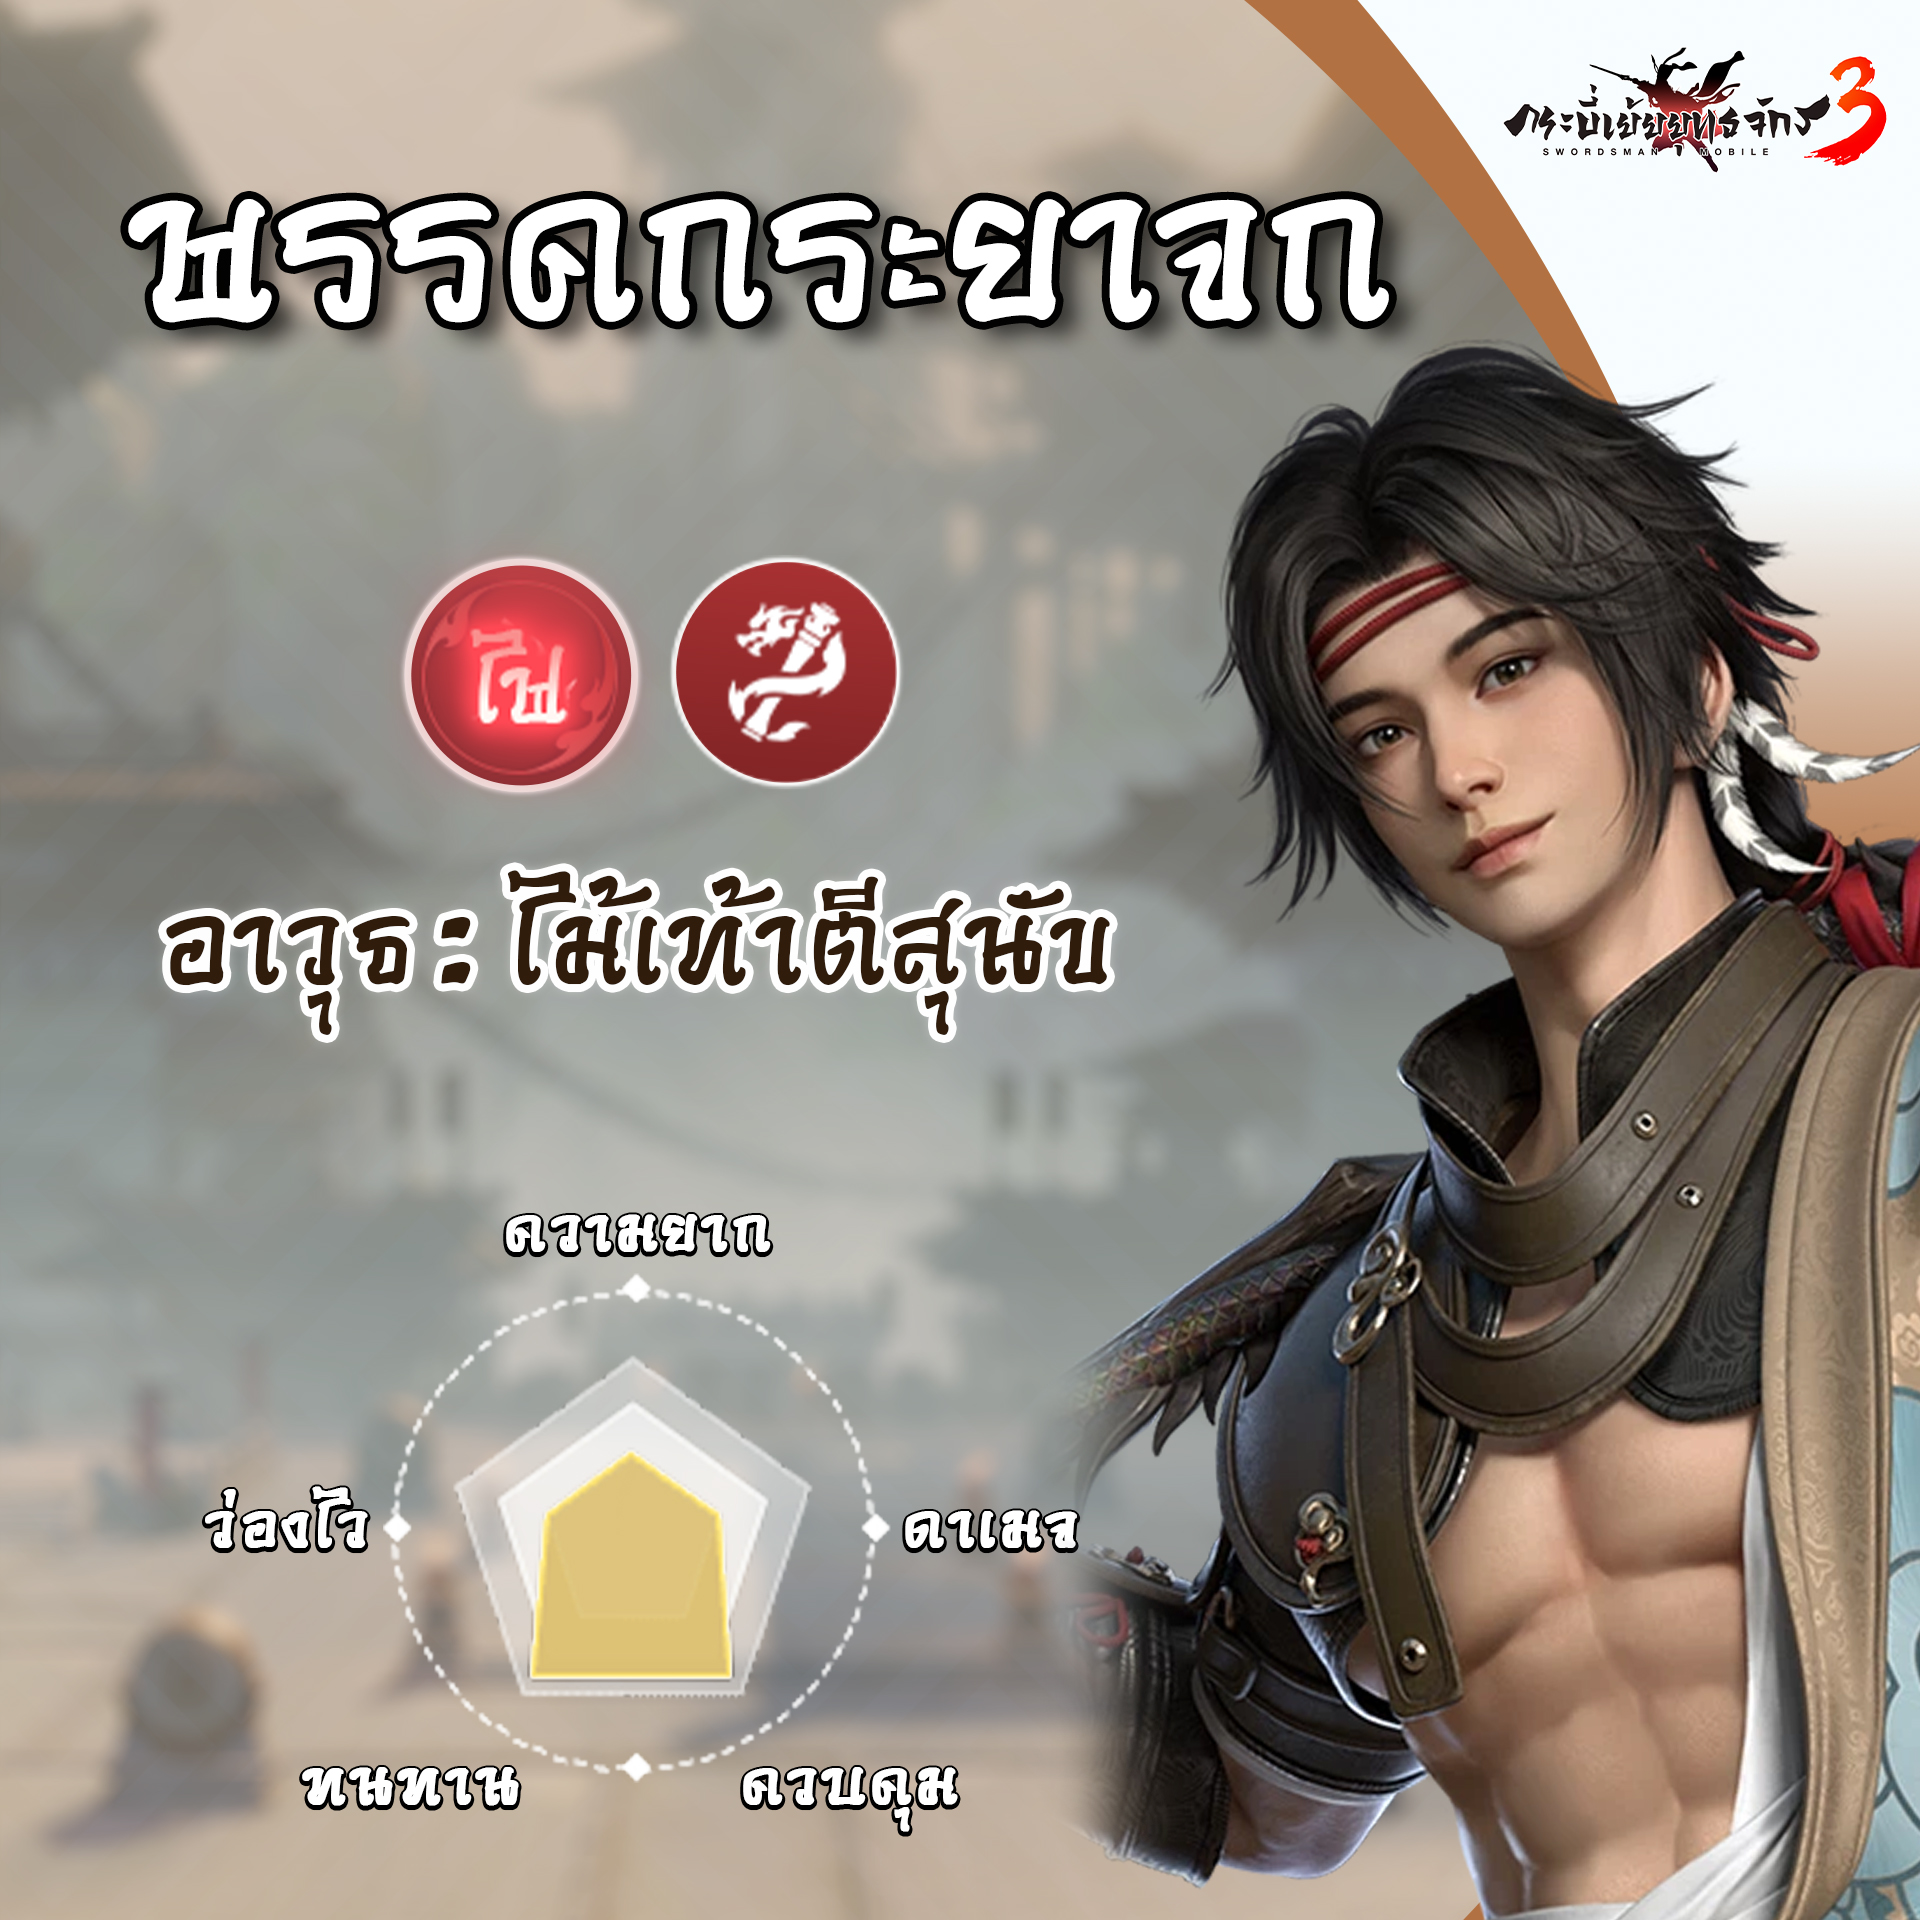 กระบี่เย้ยยุทธจักร 3
SWORDSMAN MOBILE
พรรคกระยาจก
ไฟ
อาวุธ : ไม้เท้าตีสุนัข
ความยาก
ว่องไว
ดาเมจ
ทนทาน
ควบคุม